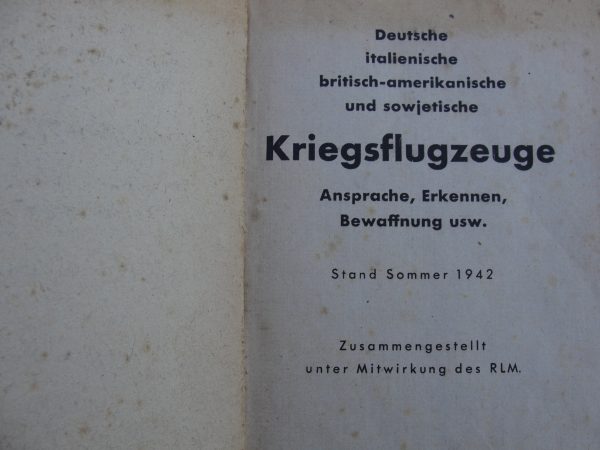 Deutsche
italienische
britisch-amerikanische
und sowjetische
Kriegsflugzeuge
Ansprache, Erkennen,
Bewaffnung usw.
Stand Sommer 1942
Zusammengestellt
unter Mitwirkung des RLM.